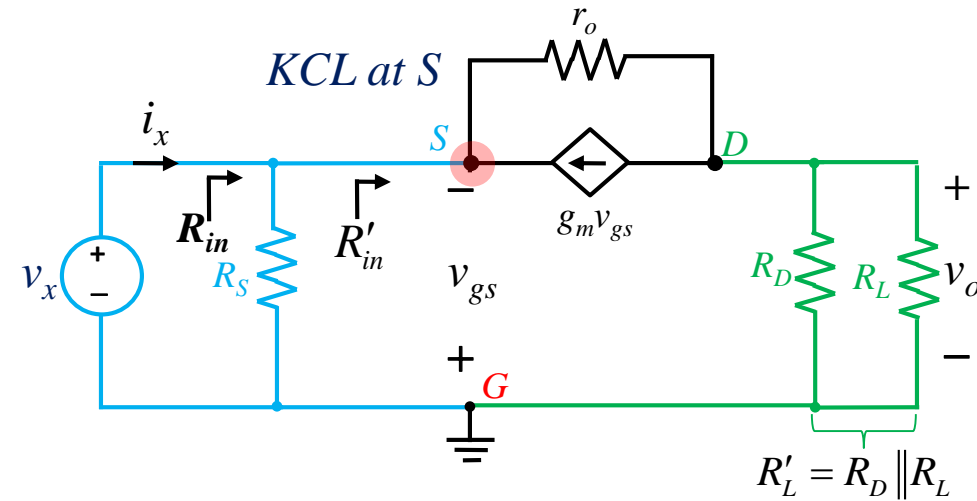 r_o
KCL at S
i_x
S
D
−
+
R_in
R'_in
g_m v_gs
+
−
v_x
R_S
v_gs
R_D
R_L
v_o
+
G
−
R'_L = R_D ‖ R_L